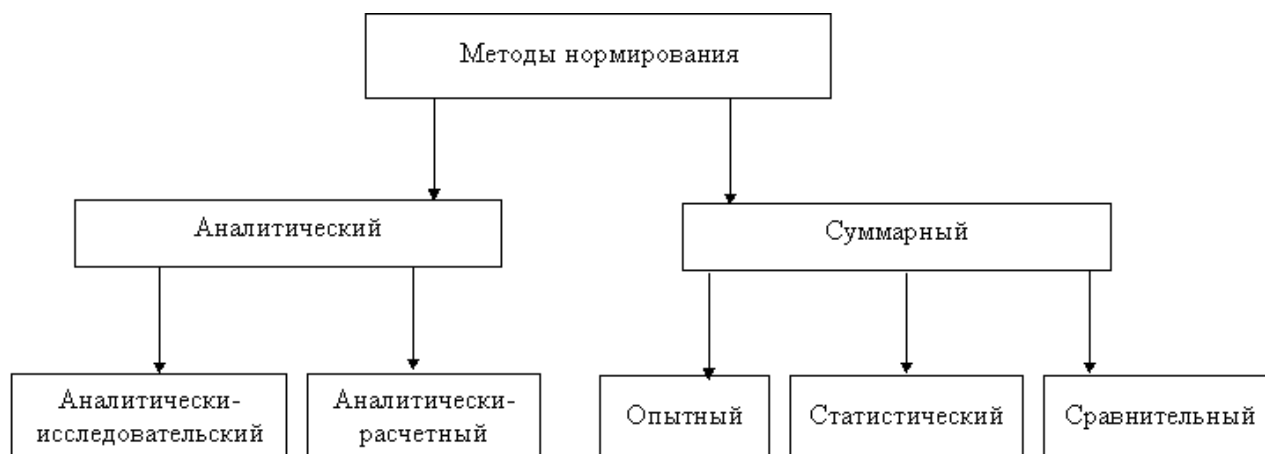 Методы нормирования
Аналитический
Суммарный
Аналитически-
исследовательский
Аналитически-
расчетный
Опытный
Статистический
Сравнительный